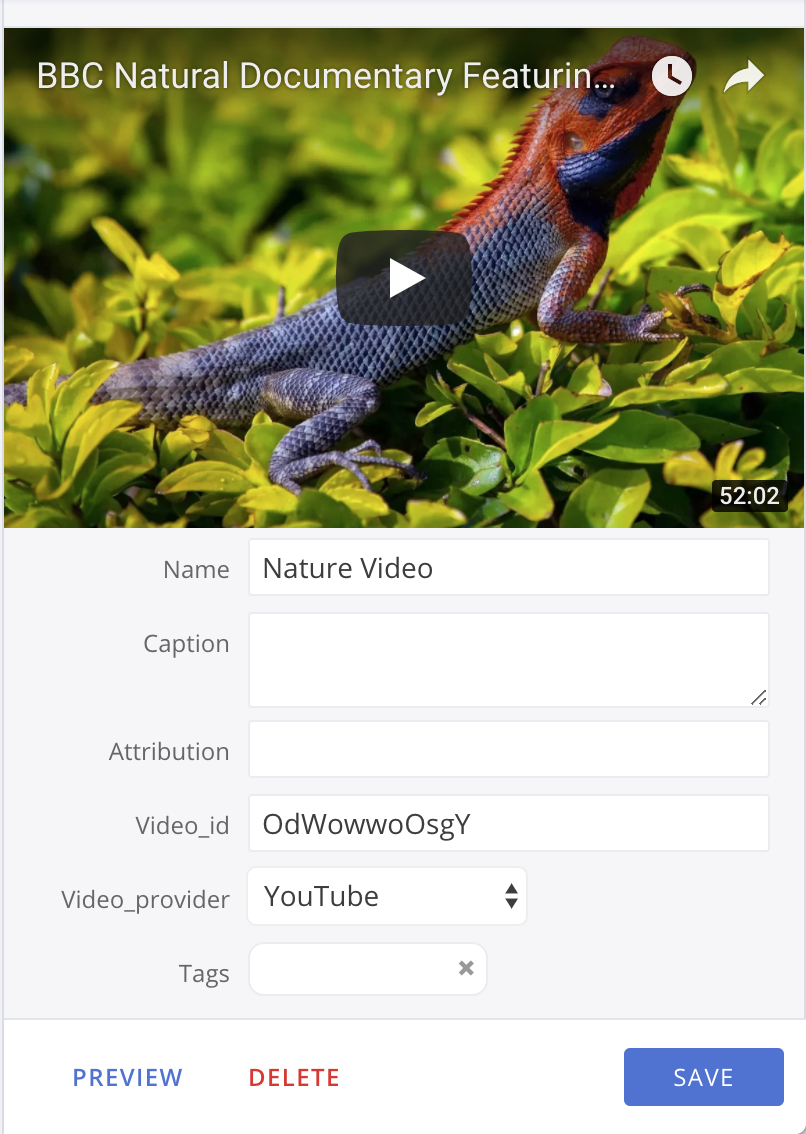 BBC Natural Documentary Featurin...
52:02
Name
Nature Video
Caption
Attribution
Video_id
OdWowwoOsgY
Video_provider
YouTube
Tags
PREVIEW
DELETE
SAVE